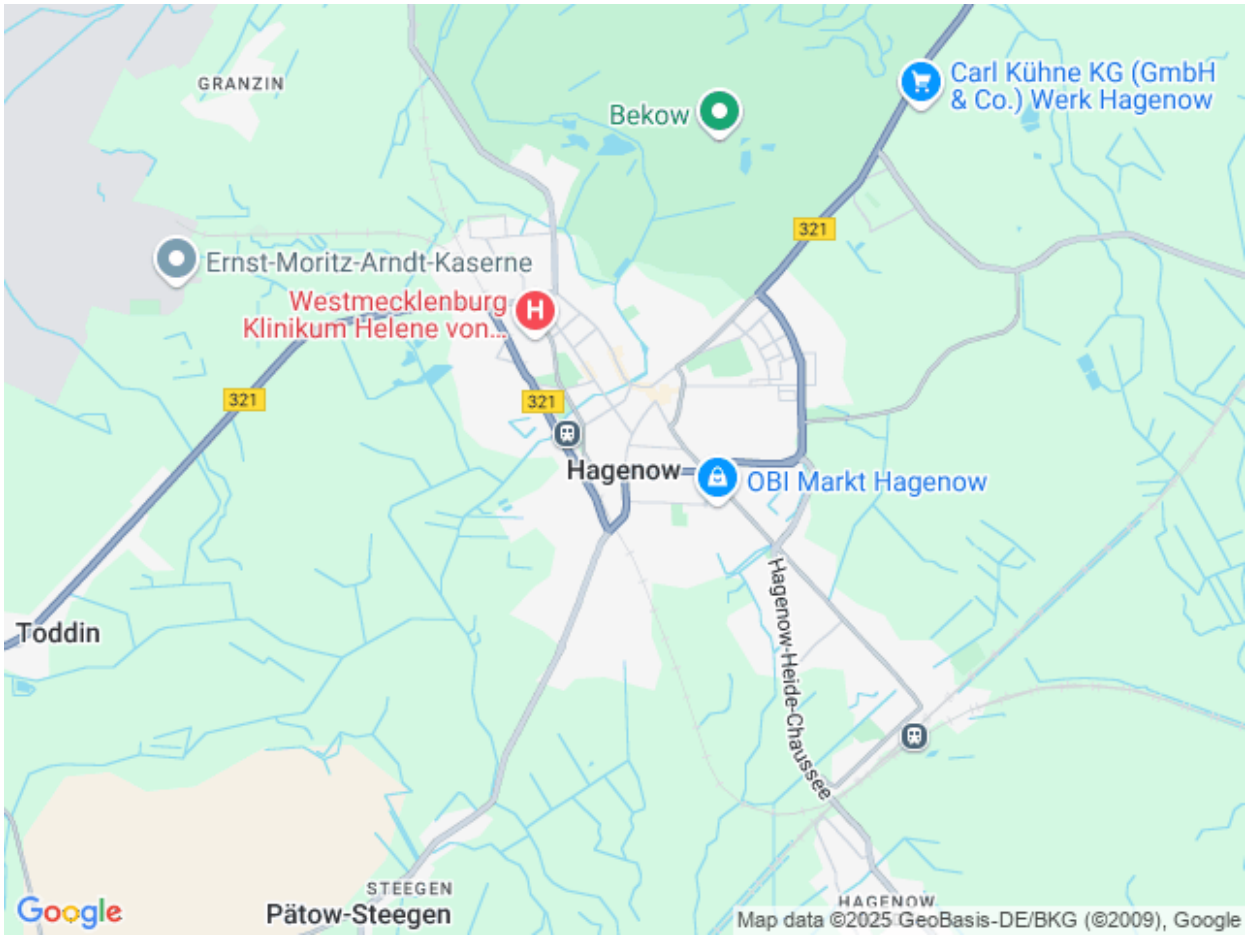 GRANZIN
Carl Kühne KG (GmbH
& Co.) Werk Hagenow
Bekow
321
Ernst-Moritz-Arndt-Kaserne
Westmecklenburg
Klinikum Helene von...
321
321
Hagenow
OBI Markt Hagenow
Hagenow-Heide-Chaussee
Toddin
STEEGEN
Pätow-Steegen
HAGENOW
Google
Map data ©2025 GeoBasis-DE/BKG (©2009), Google